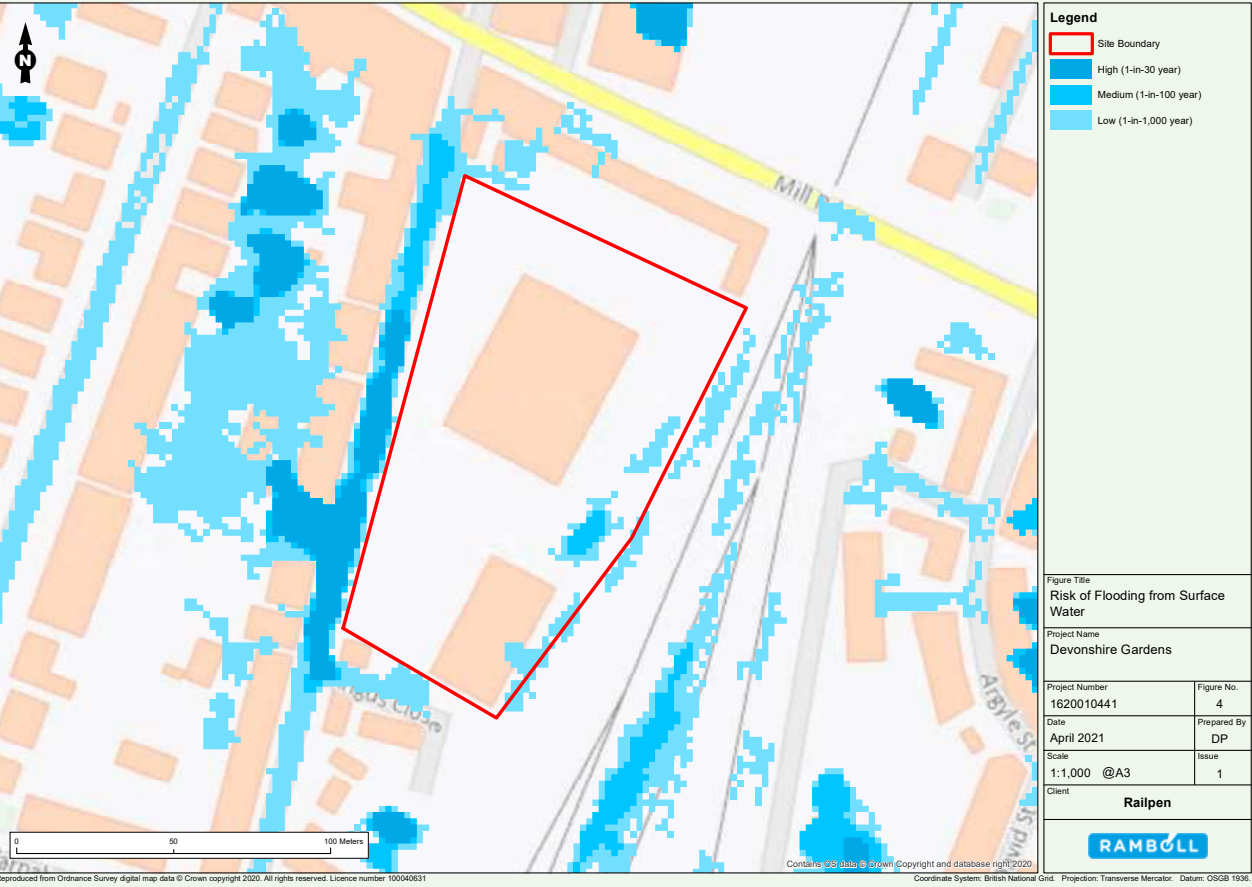 N
Mill
Argyle St
Close
0 50 100 Meters
Contains OS data © Crown Copyright and database right 2020
Legend
Site Boundary
High (1-in-30 year)
Medium (1-in-100 year)
Low (1-in-1,000 year)
Figure Title
Risk of Flooding from Surface
Water
Project Name
Devonshire Gardens
Project Number
1620010441
Figure No.
4
Date
April 2021
Prepared By
DP
Scale
1:1,000 @A3
Issue
1
Client
Railpen
RAMBOLL
eproduced from Ordnance Survey digital map data © Crown copyright 2020. All rights reserved. Licence number 100040631
Coordinate System: British National Grid. Projection: Transverse Mercator. Datum: OSGB 1936.